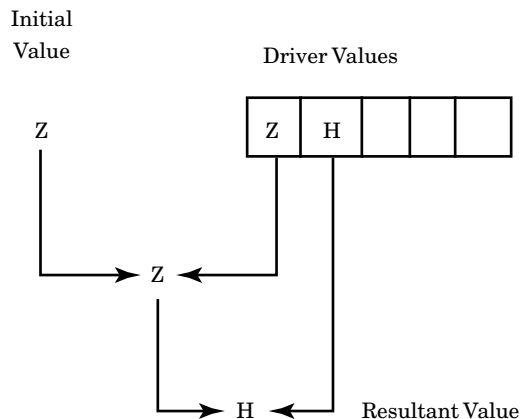 Initial
Value
Driver Values
Z
Z H
Z
H
Resultant Value